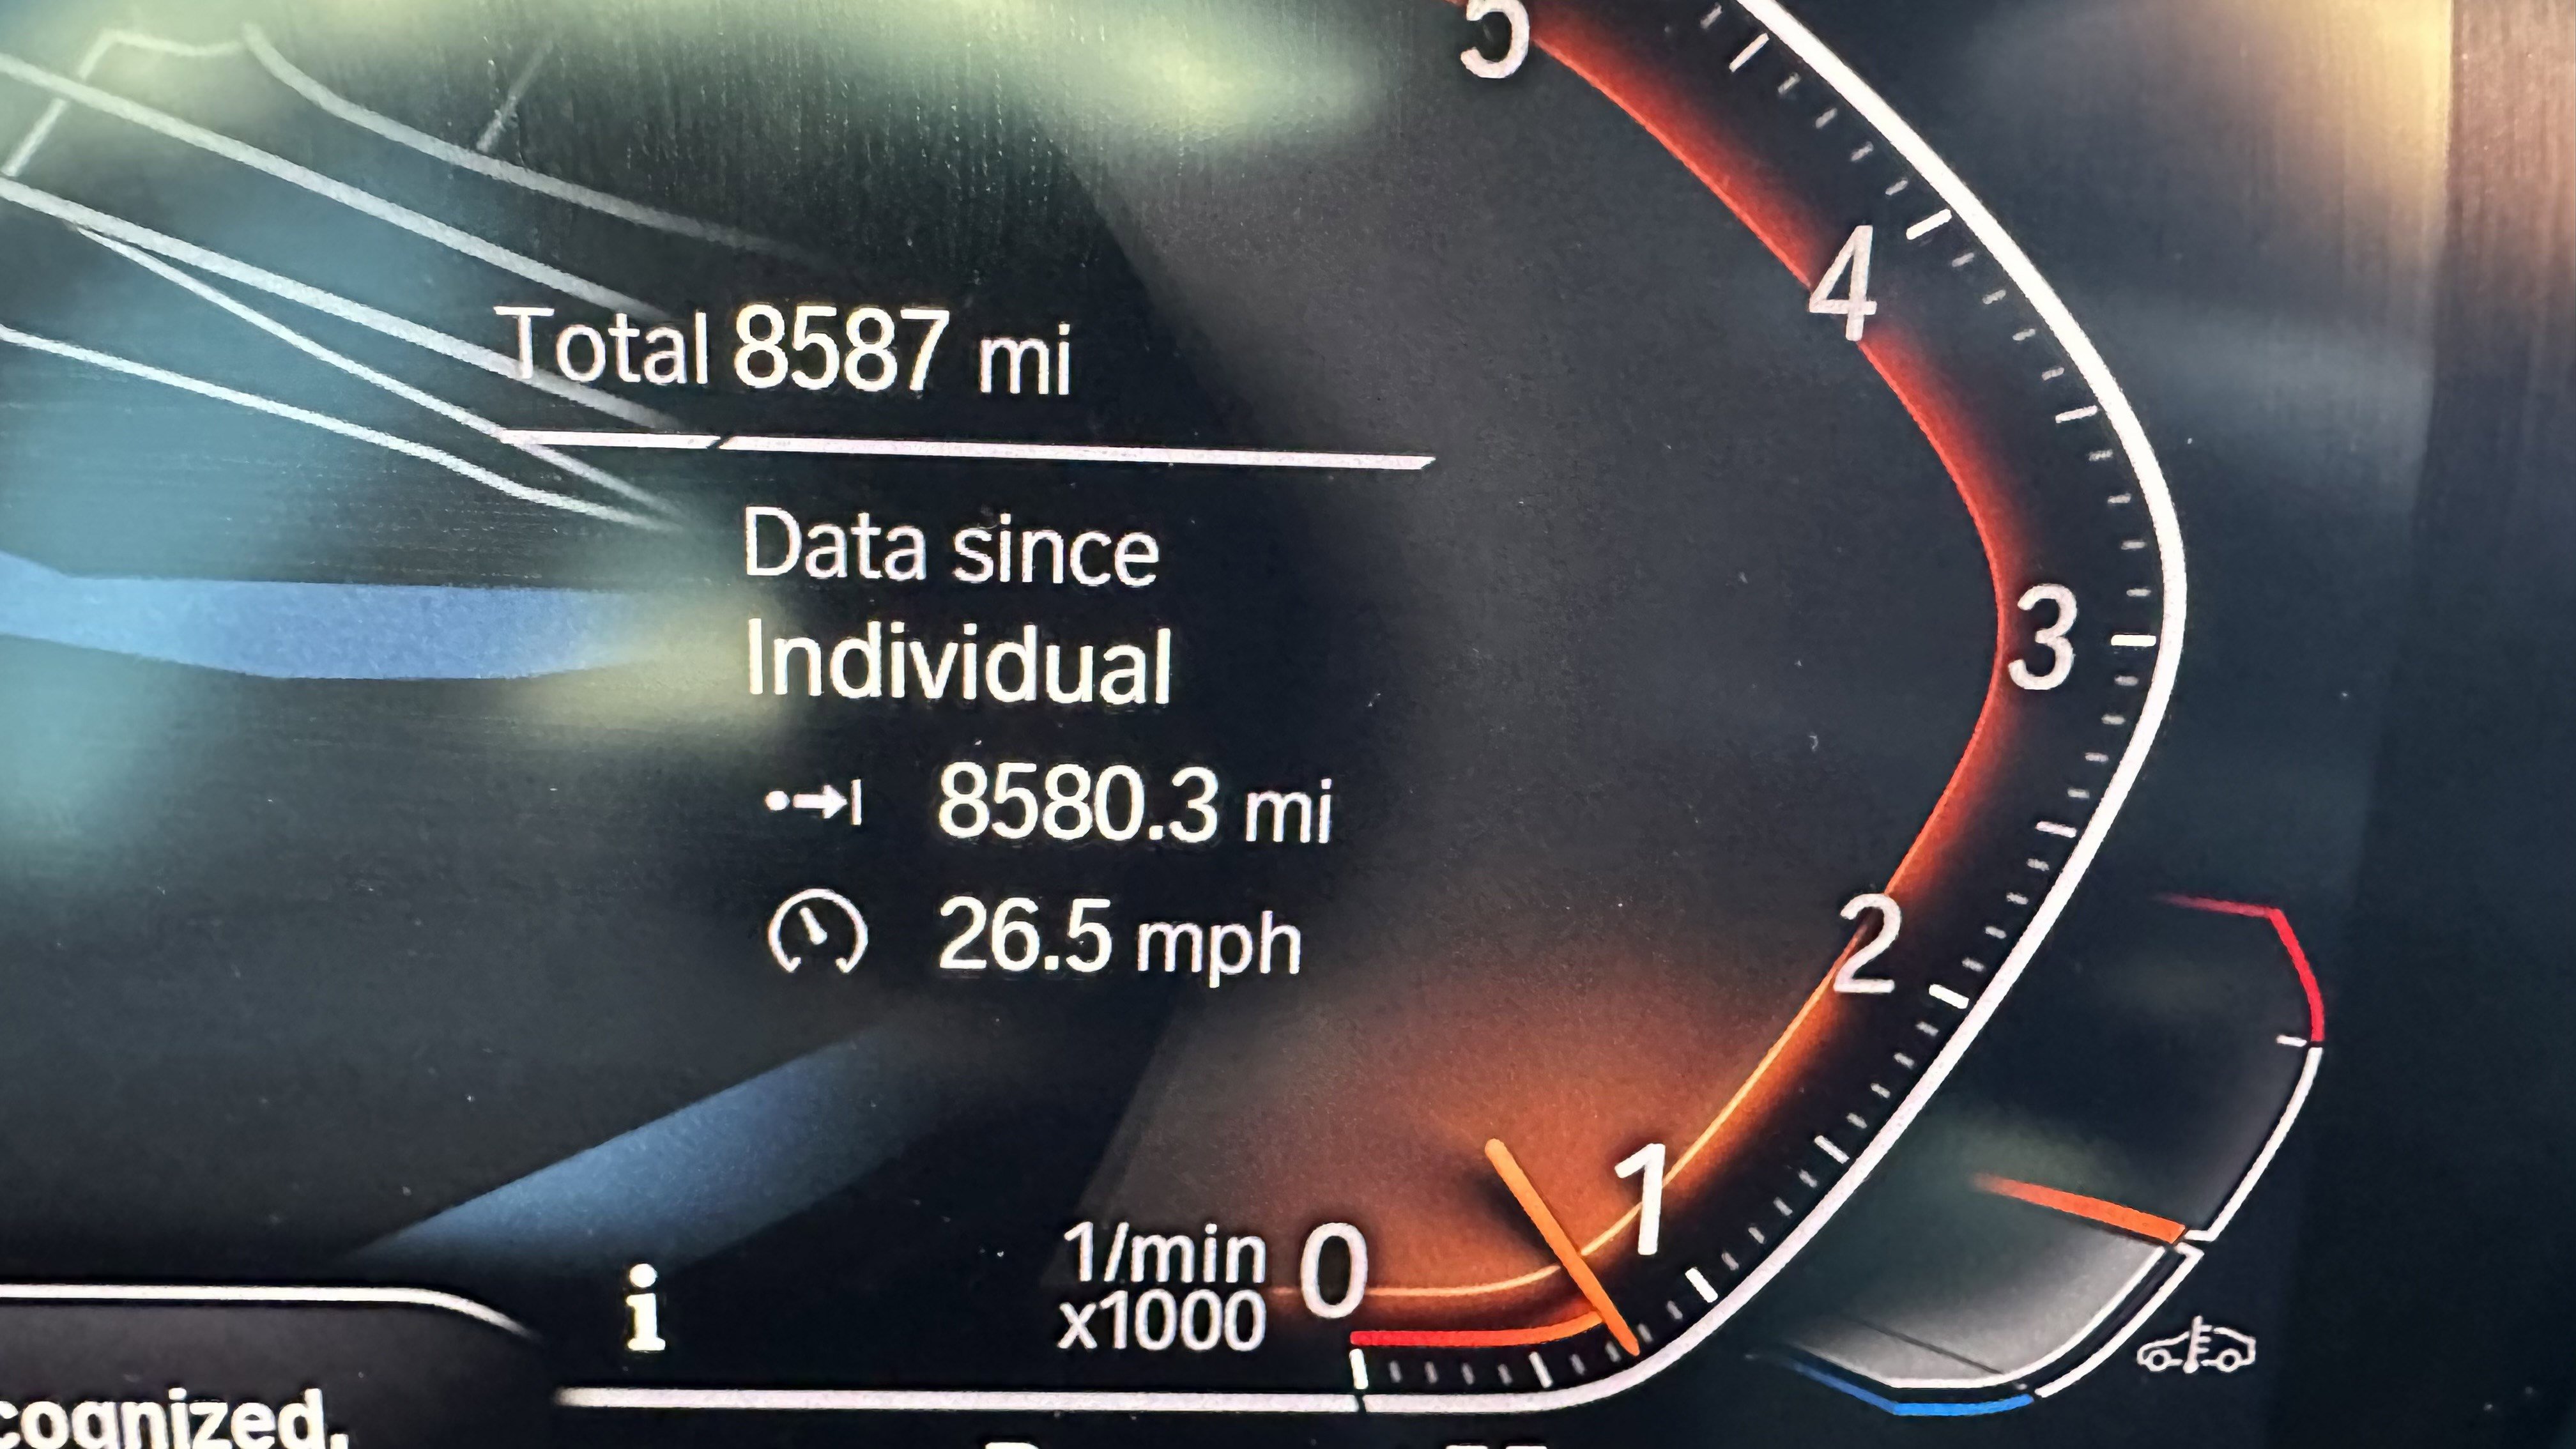 5
4
Total 8587 mi
Data since
Individual
3
8580.3 mi
26.5 mph
2
1
1/min
x1000
0
i
cognized.